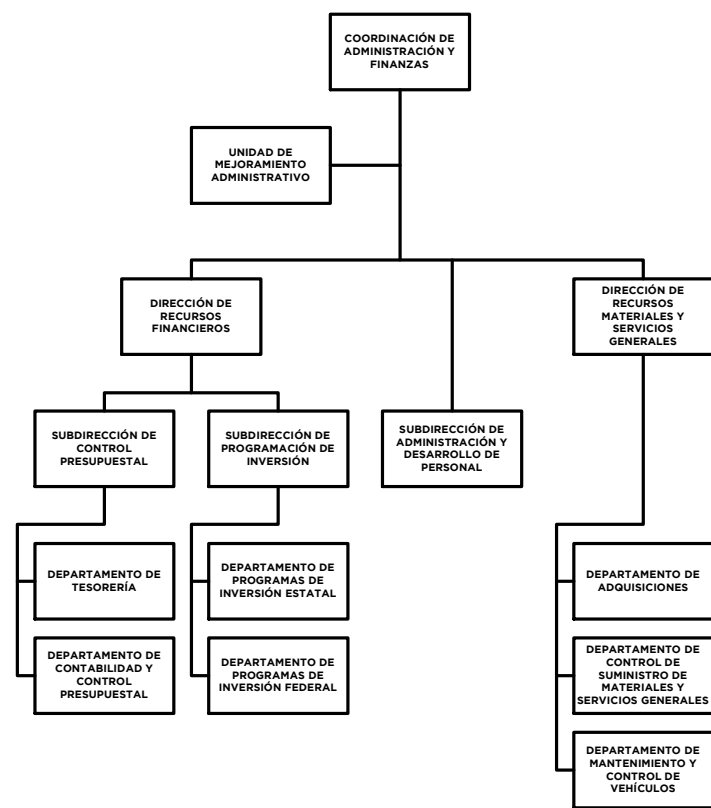 COORDINACIÓN DE
ADMINISTRACIÓN Y
FINANZAS
UNIDAD DE
MEJORAMIENTO
ADMINISTRATIVO
DIRECCIÓN DE
RECURSOS
FINANCIEROS
DIRECCIÓN DE
RECURSOS
MATERIALES Y
SERVICIOS
GENERALES
SUBDIRECCIÓN DE
CONTROL
PRESUPUESTAL
SUBDIRECCIÓN DE
PROGRAMACIÓN DE
INVERSIÓN
SUBDIRECCIÓN DE
ADMINISTRACIÓN Y
DESARROLLO DE
PERSONAL
DEPARTAMENTO DE
TESORERÍA
DEPARTAMENTO DE
PROGRAMAS DE
INVERSIÓN ESTATAL
DEPARTAMENTO DE
ADQUISICIONES
DEPARTAMENTO DE
CONTABILIDAD Y
CONTROL
PRESUPUESTAL
DEPARTAMENTO DE
PROGRAMAS DE
INVERSIÓN FEDERAL
DEPARTAMENTO DE
CONTROL DE
SUMINISTRO DE
MATERIALES Y
SERVICIOS GENERALES
DEPARTAMENTO DE
MANTENIMIENTO Y
CONTROL DE
VEHÍCULOS